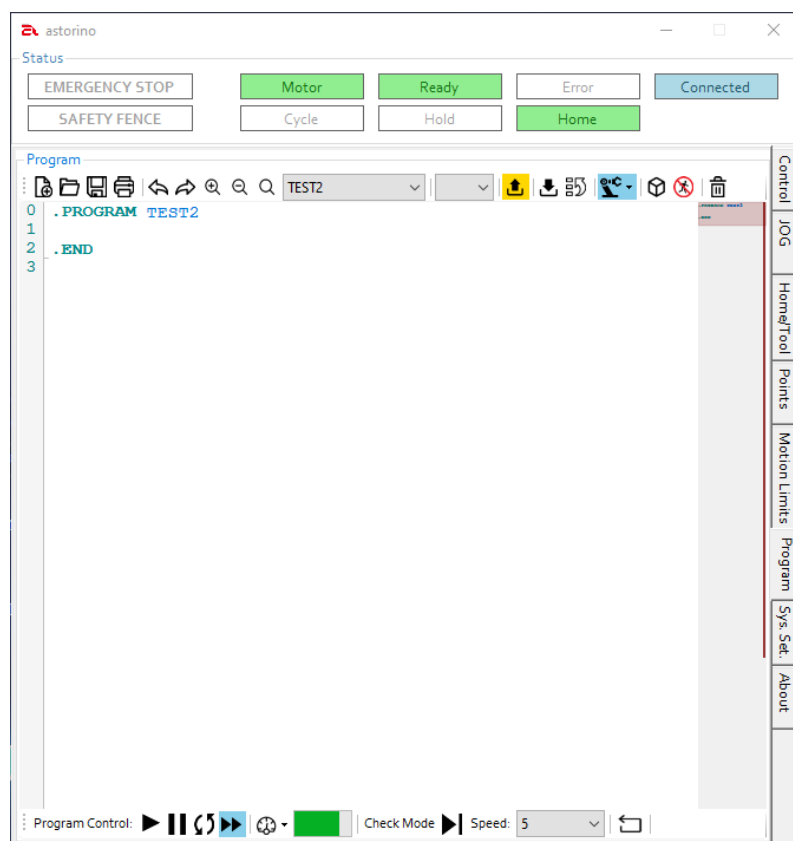 astorino
Status
EMERGENCY STOP
Motor
Ready
Error
Connected
SAFETY FENCE
Cycle
Hold
Home
Program
TEST2
0 .PROGRAM TEST2
1
2 .END
3
Control
JOG
Home/Tool
Points
Motion Limits
Program
Sys. Set.
About
Program Control:
Check Mode
Speed: 5